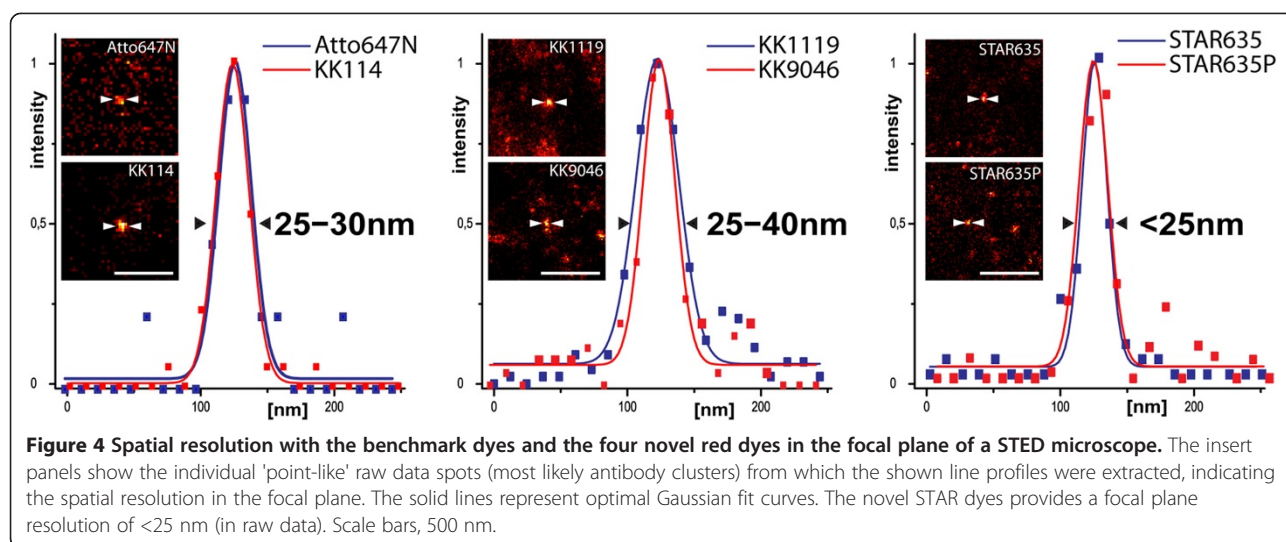 Atto647N
KK114
Atto647N
KK114
1
0,5
0
intensity
25–30nm
0
100
[nm]
200
KK1119
KK9046
KK1119
KK9046
1
0,5
0
intensity
25–40nm
0
100
[nm]
200
STAR635
STAR635P
STAR635
STAR635P
1
0,5
0
intensity
<25nm
0
100
[nm]
200
Figure 4 Spatial resolution with the benchmark dyes and the four novel red dyes in the focal plane of a STED microscope. The insert
panels show the individual 'point-like' raw data spots (most likely antibody clusters) from which the shown line profiles were extracted, indicating
the spatial resolution in the focal plane. The solid lines represent optimal Gaussian fit curves. The novel STAR dyes provides a focal plane
resolution of <25 nm (in raw data). Scale bars, 500 nm.